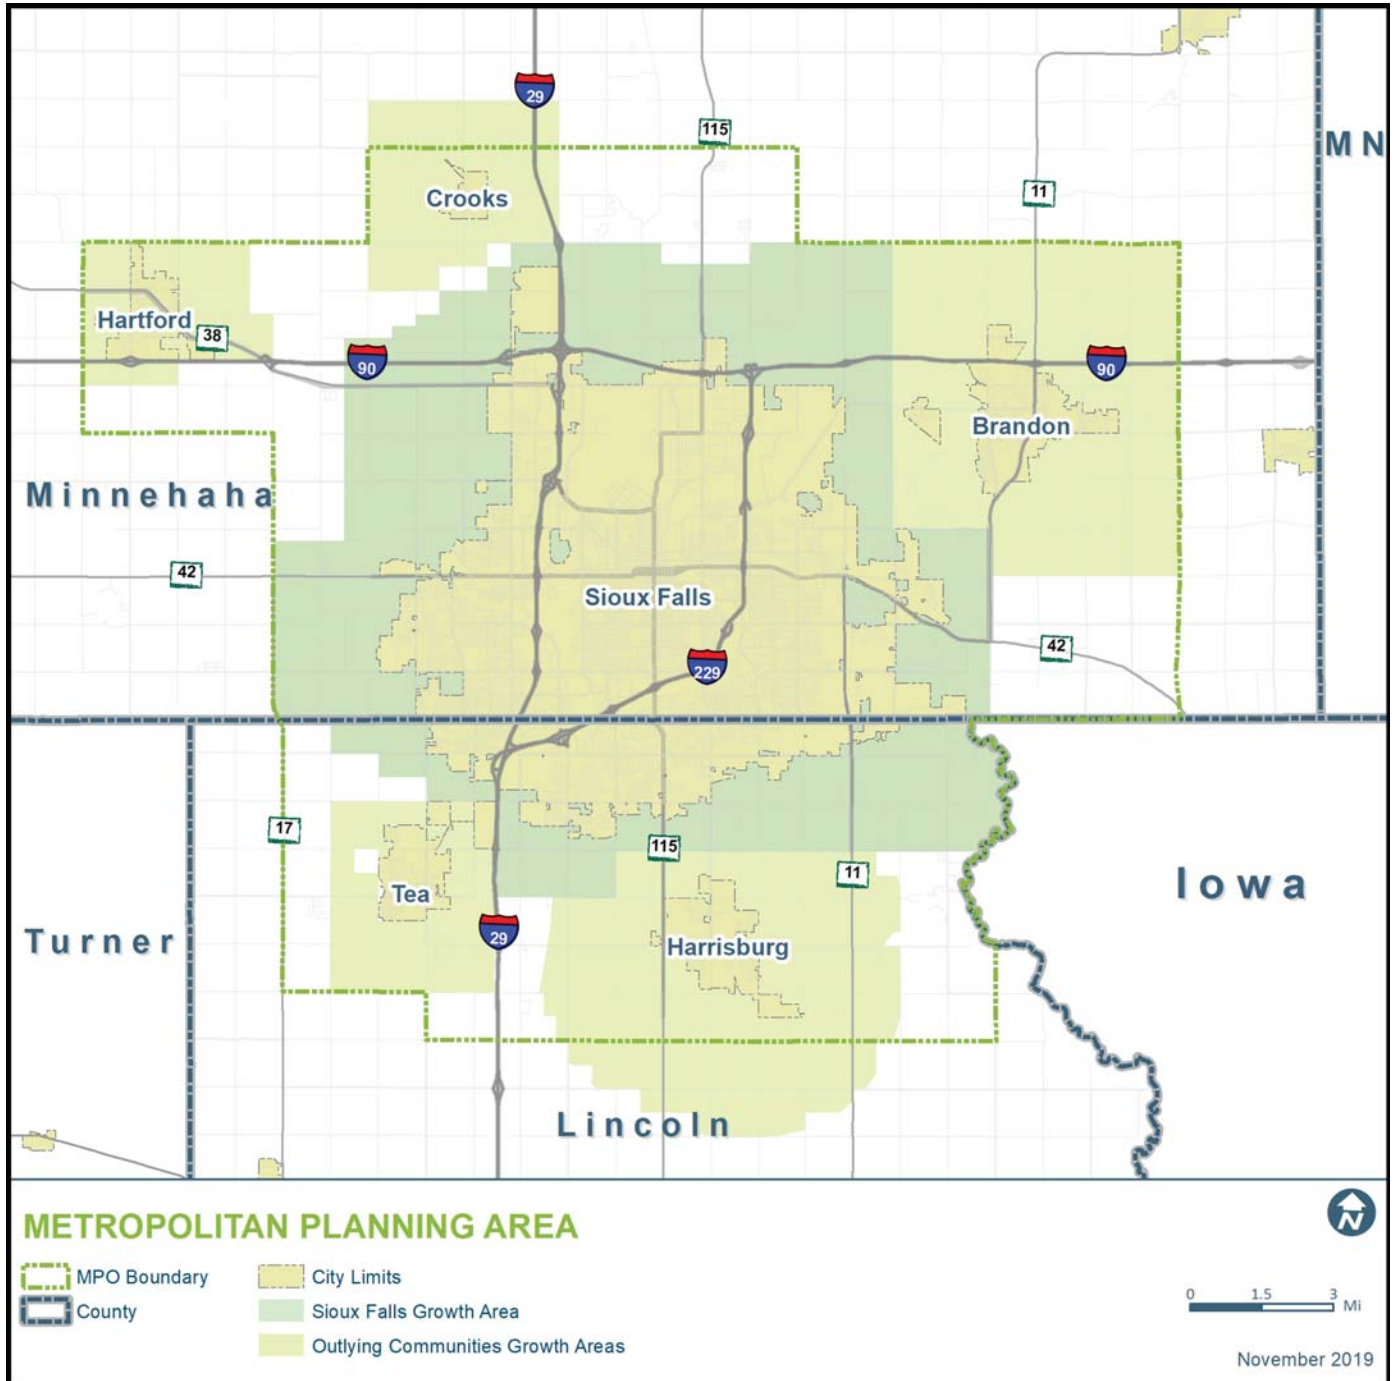 29
115
MN
11
Crooks
Hartford
38
90
90
Brandon
Minnehaha
42
Sioux Falls
42
229
17
115
11
Iowa
Tea
Turner
29
Harrisburg
Lincoln
METROPOLITAN PLANNING AREA
N
MPO Boundary
City Limits
County
Sioux Falls Growth Area
Outlying Communities Growth Areas
0 1.5 3
Mi
November 2019